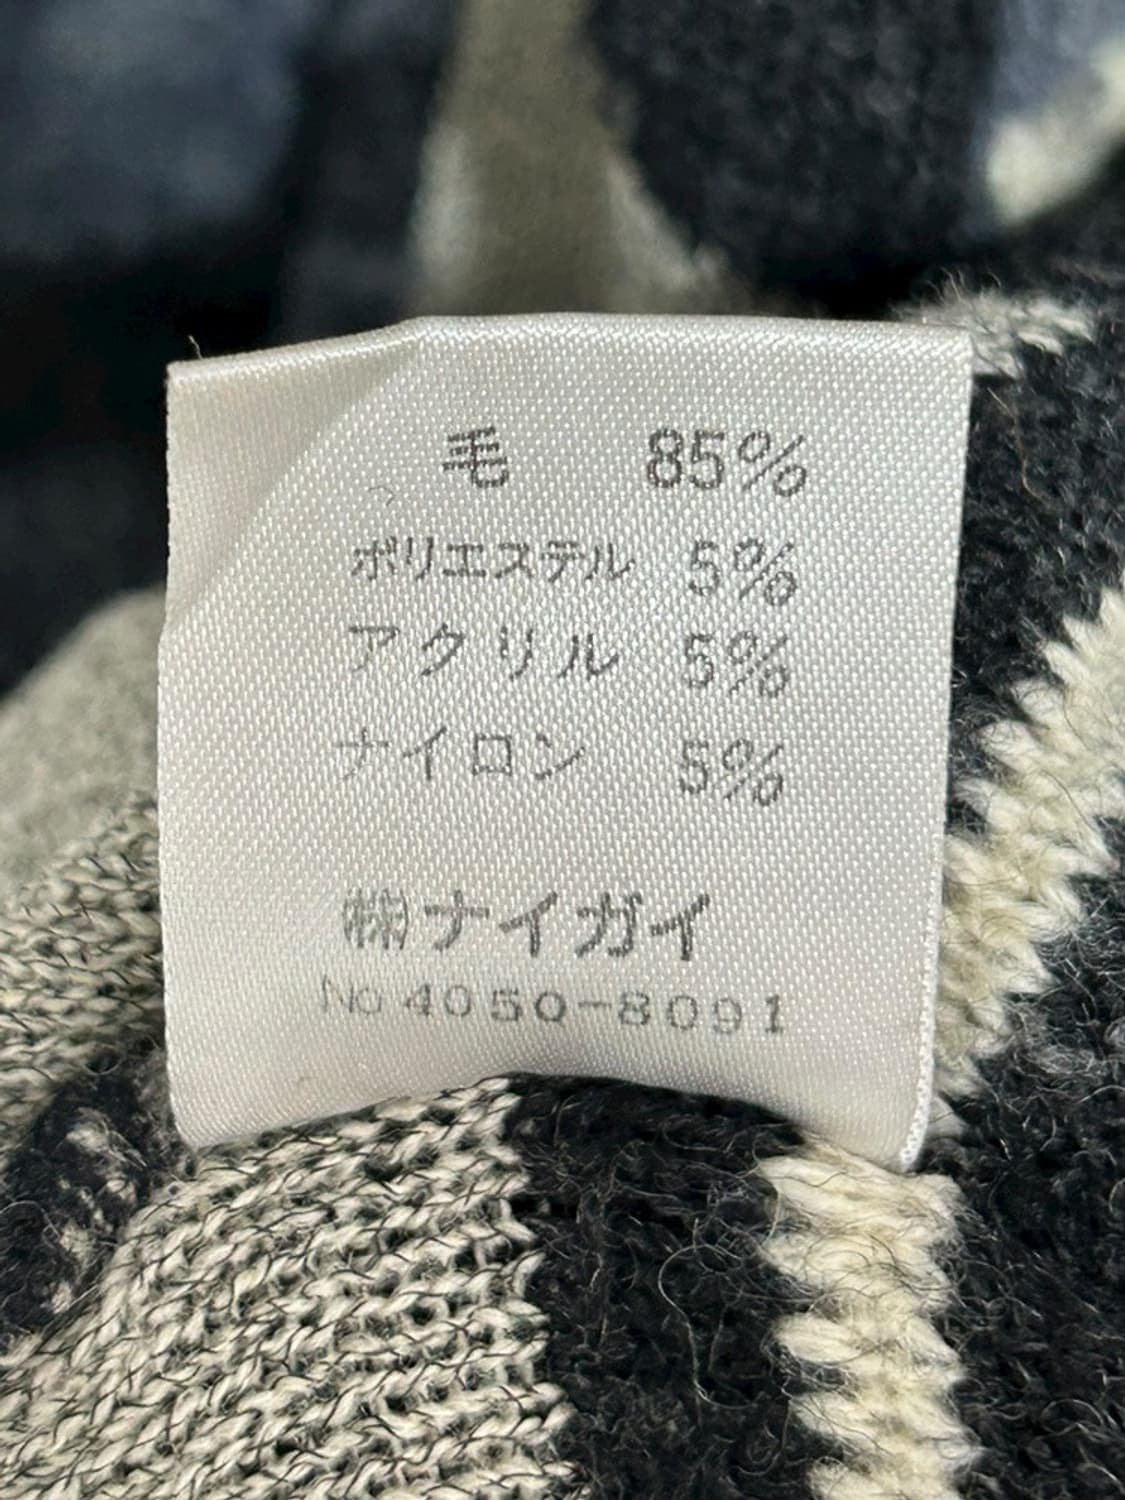 毛 85%
ポリエステル 5%
アクリル 5%
ナイロン 5%
㈱ナイガイ
No 4050-8091